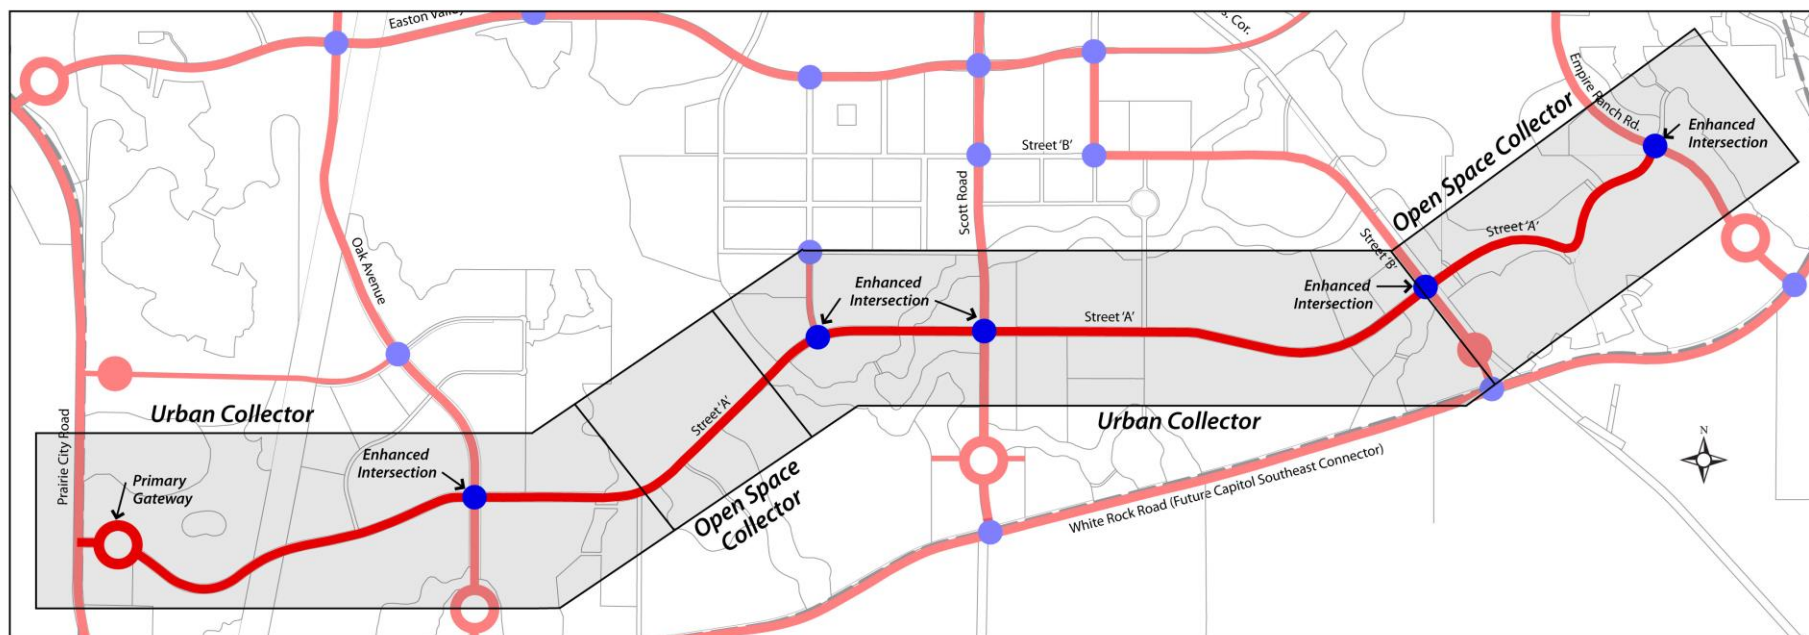 Easton Valley
s. Cor.
Empire Ranch Rd.
Open Space Collector
Enhanced
Intersection
Street 'B'
Scott Road
Street 'A'
Street 'B'
Oak Avenue
Enhanced
Intersection
Enhanced
Intersection
Street 'A'
Urban Collector
Street 'A'
Urban Collector
Prairie City Road
Enhanced
Intersection
Primary
Gateway
Open Space
Collector
White Rock Road (Future Capitol Southeast Connector)
N